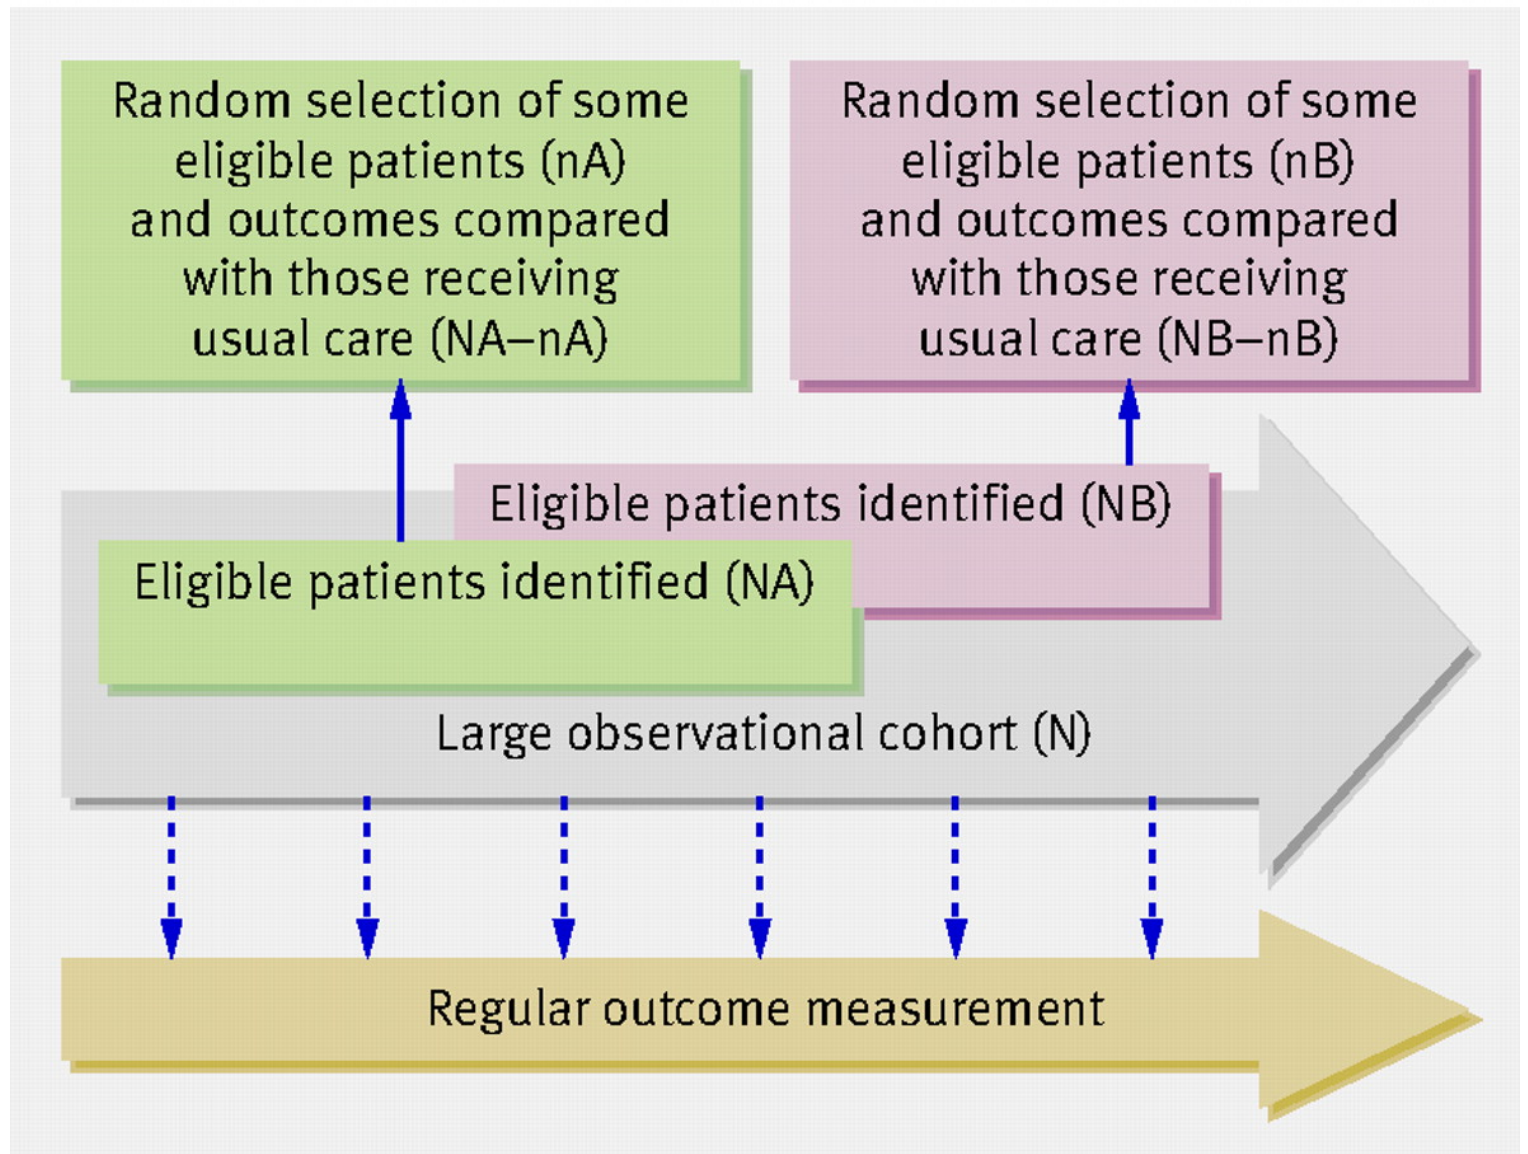 Random selection of some
eligible patients (nA)
and outcomes compared
with those receiving
usual care (NA–nA)
Random selection of some
eligible patients (nB)
and outcomes compared
with those receiving
usual care (NB–nB)
Eligible patients identified (NB)
Eligible patients identified (NA)
Large observational cohort (N)
Regular outcome measurement